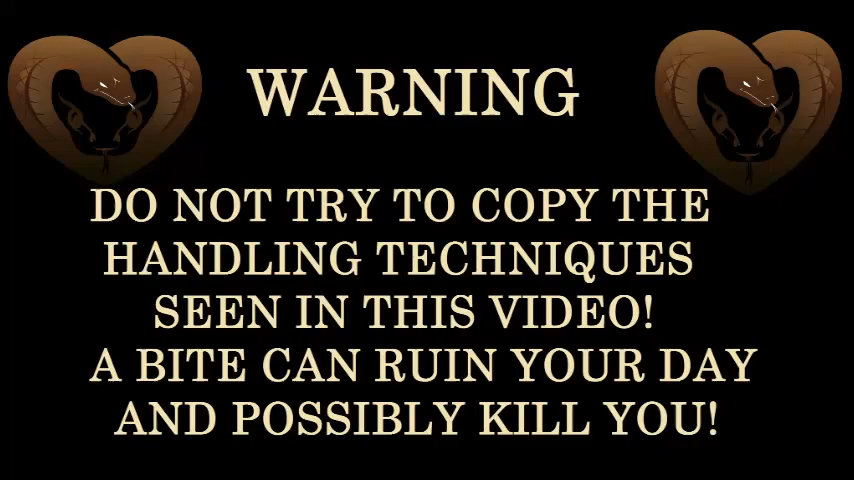 WARNING
DO NOT TRY TO COPY THE
HANDLING TECHNIQUES
SEEN IN THIS VIDEO!
A BITE CAN RUIN YOUR DAY
AND POSSIBLY KILL YOU!